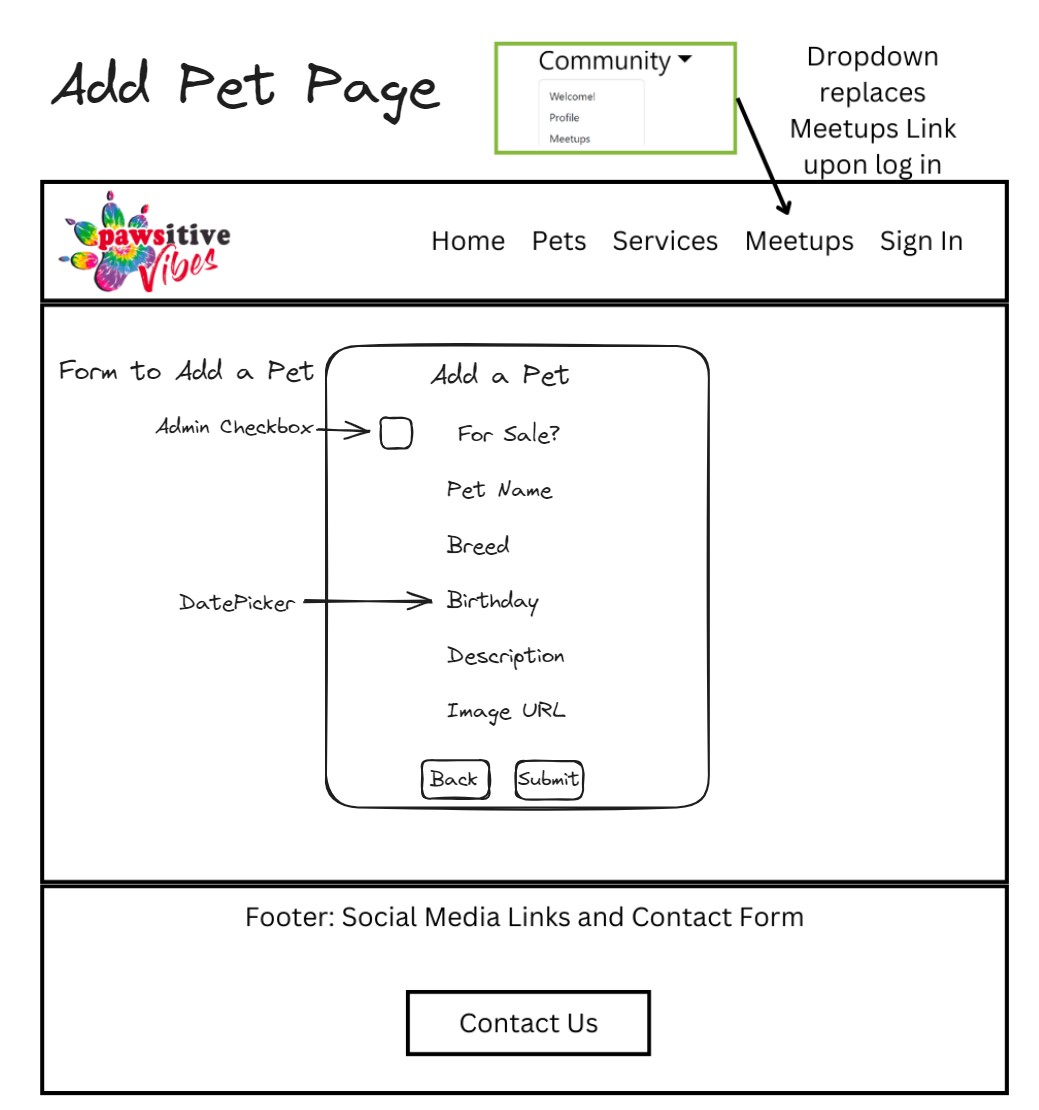 Add Pet Page
Community
Welcome!
Profile
Meetups
Dropdown
replaces
Meetups Link
upon log in
pawsitive
Vibes
Home Pets Services Meetups Sign In
Form to Add a Pet
Add a Pet
Admin Checkbox
For Sale?
Pet Name
Breed
DatePicker
Birthday
Description
Image URL
Back Submit
Footer: Social Media Links and Contact Form
Contact Us